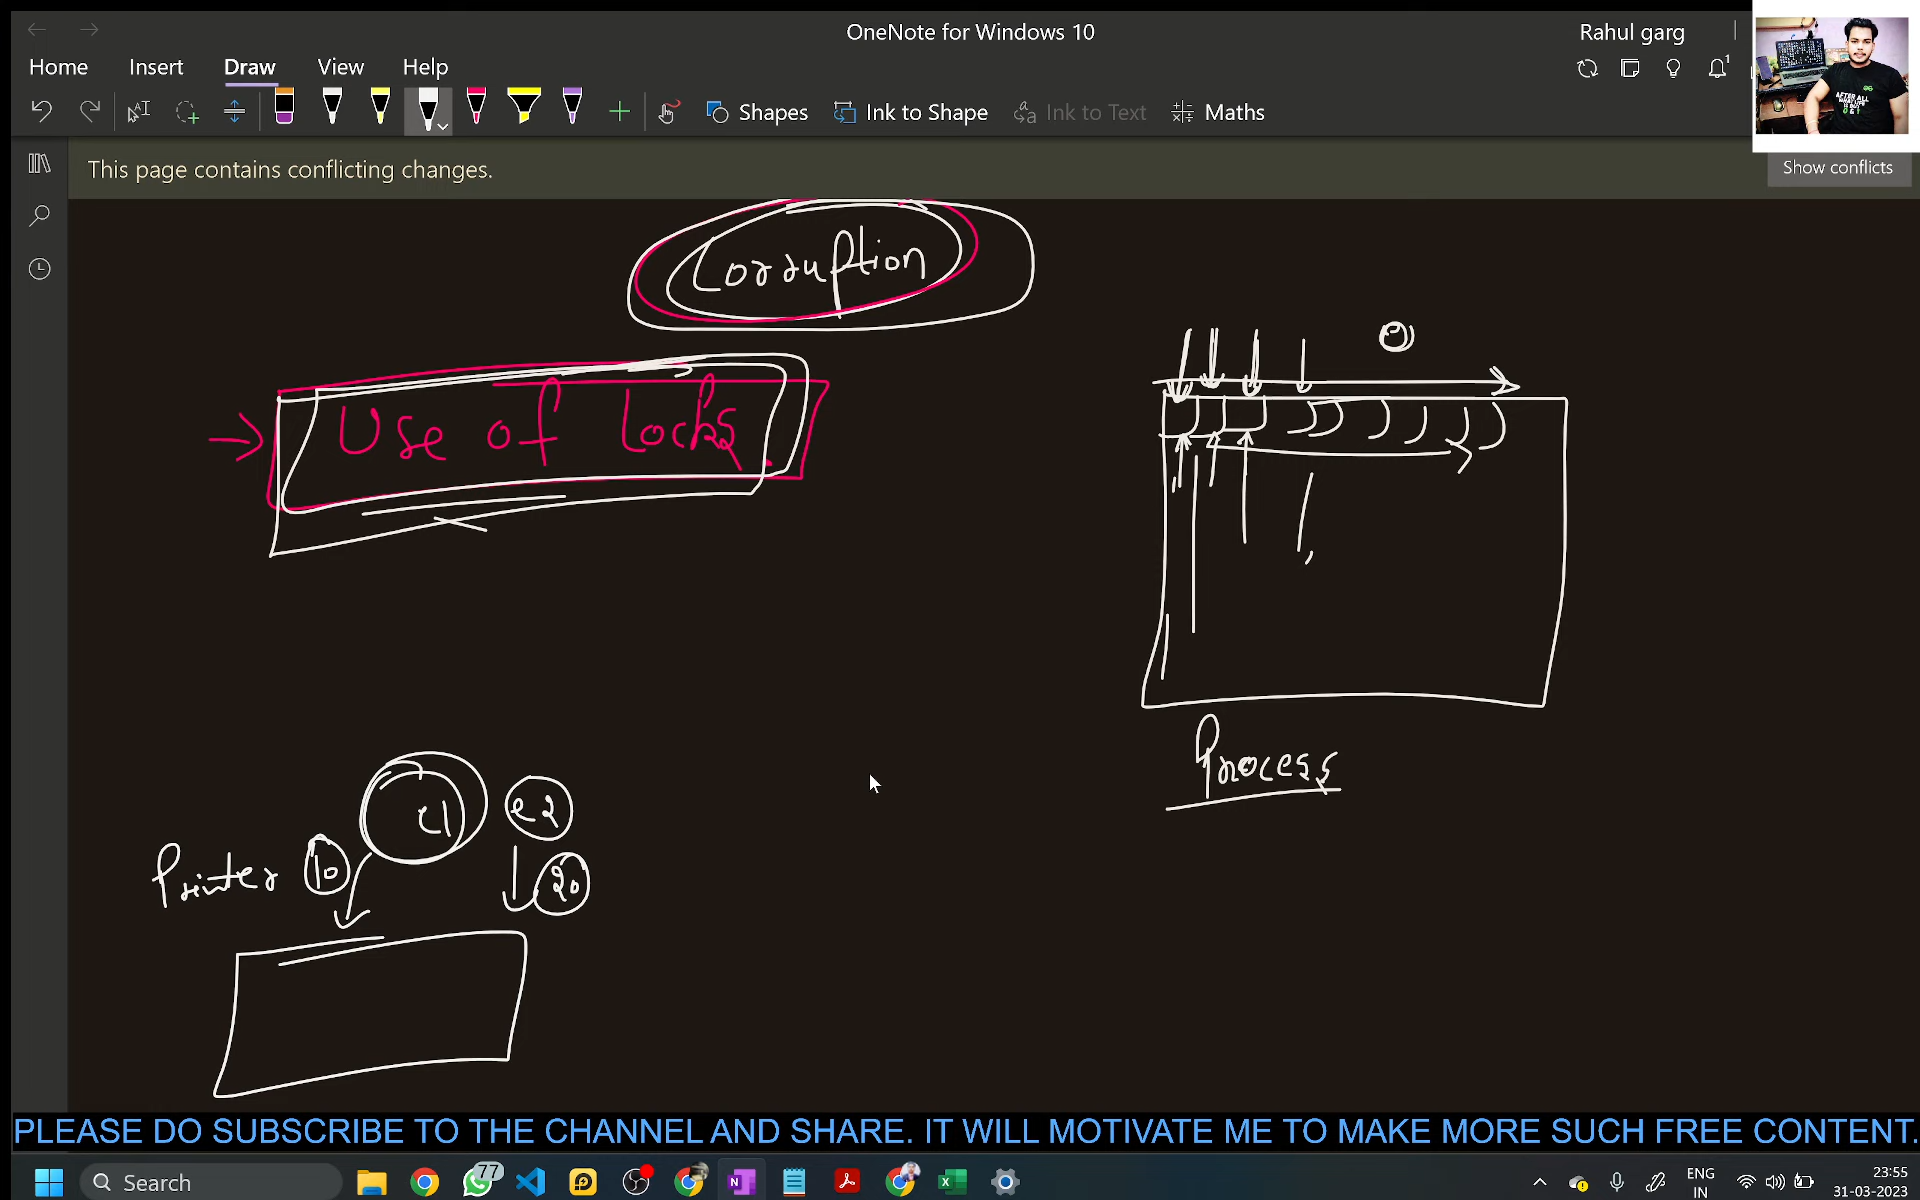 OneNote for Windows 10
Rahul garg
Home Insert Draw View Help
Shapes Ink to Shape Ink to Text Maths
This page contains conflicting changes.
Show conflicts
Corruption
Use of Locks.
Process
e1 e2
Printer 10 20
PLEASE DO SUBSCRIBE TO THE CHANNEL AND SHARE. IT WILL MOTIVATE ME TO MAKE MORE SUCH FREE CONTENT.
Search
77
ENG
IN
23:55
31-03-2023